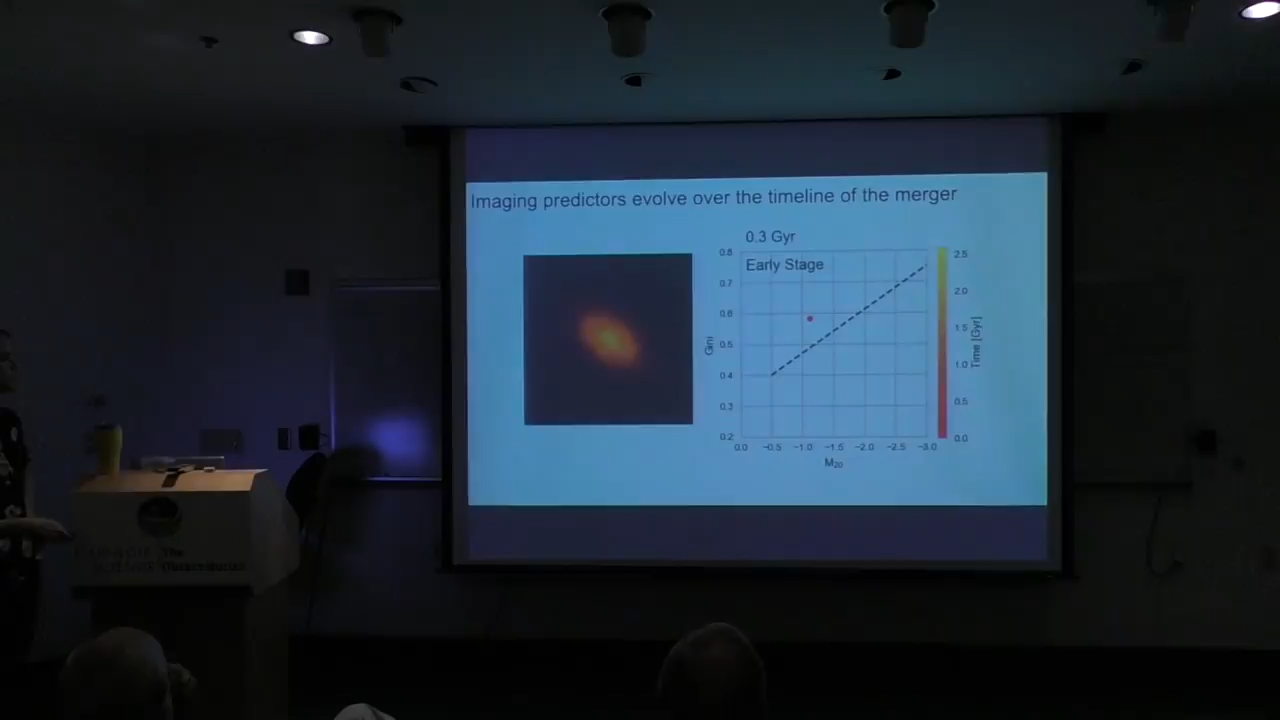 Imaging predictors evolve over the timeline of the merger
0.3 Gyr
Early Stage
0.8
0.7
0.6
0.5
0.4
0.3
0.2
Gini
0.0 −0.5 −1.0 −1.5 −2.0 −2.5 −3.0
M20
2.5
2.0
1.5
1.0
0.5
0.0
Time [Gyr]
The
Observatories